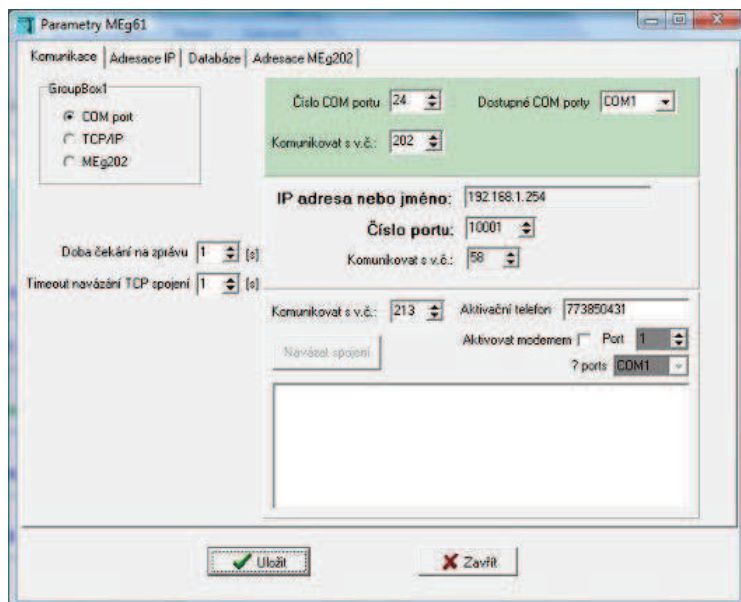 Parametry MEg61
Komunikace Adresace IP Databáze Adresace MEg202
GroupBox1
COM port
TCP/IP
MEg202
Číslo COM portu 24 Dostupné COM porty COM1
Komunikovat s v.č.: 202
IP adresa nebo jméno: 192.168.1.254
Číslo portu: 10001
Komunikovat s v.č.: 58
Doba čekání na zprávu 1 [s]
Timeout navázání TCP spojení 1 [s]
Komunikovat s v.č.: 213 Aktivační telefon 773850431
Navázat spojení Aktivovat modemem Port 1
? ports COM1
Uložit Zavřít